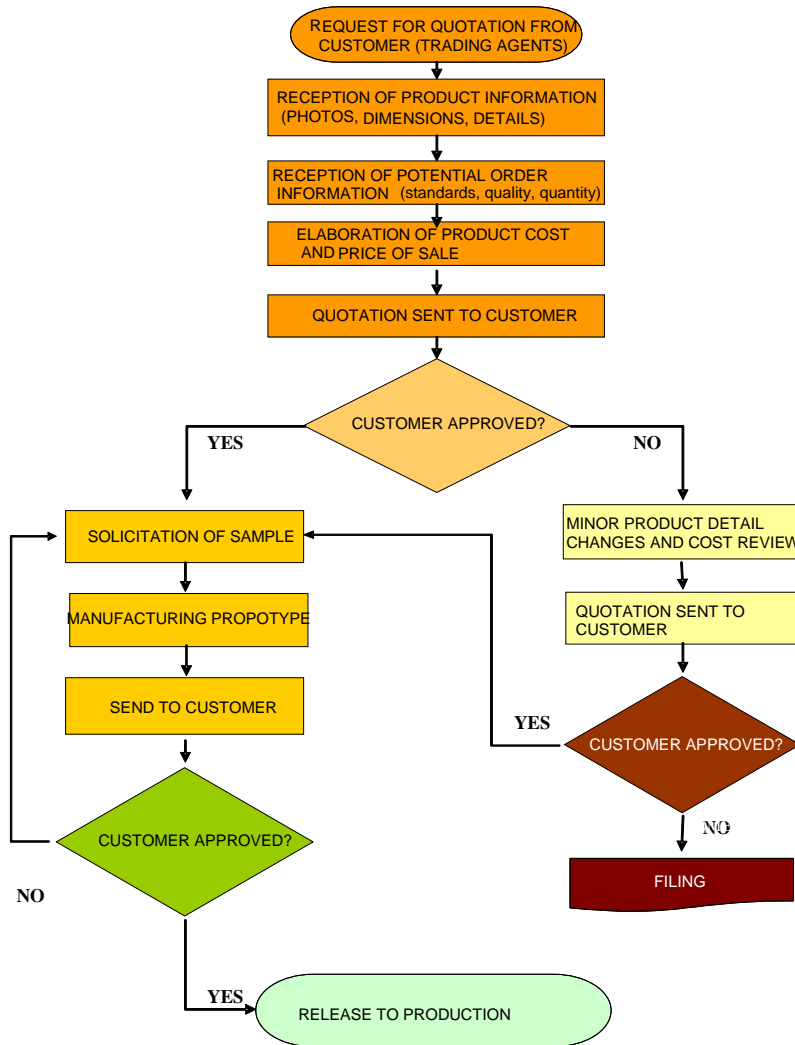 REQUEST FOR QUOTATION FROM
CUSTOMER (TRADING AGENTS)
RECEPTION OF PRODUCT INFORMATION
(PHOTOS, DIMENSIONS, DETAILS)
RECEPTION OF POTENTIAL ORDER
INFORMATION (standards, quality, quantity)
ELABORATION OF PRODUCT COST
AND PRICE OF SALE
QUOTATION SENT TO CUSTOMER
CUSTOMER APPROVED?
YES
NO
SOLICITATION OF SAMPLE
MINOR PRODUCT DETAIL
CHANGES AND COST REVIEW
MANUFACTURING PROPOTYPE
QUOTATION SENT TO
CUSTOMER
SEND TO CUSTOMER
YES
CUSTOMER APPROVED?
CUSTOMER APPROVED?
NO
NO
FILING
YES
RELEASE TO PRODUCTION